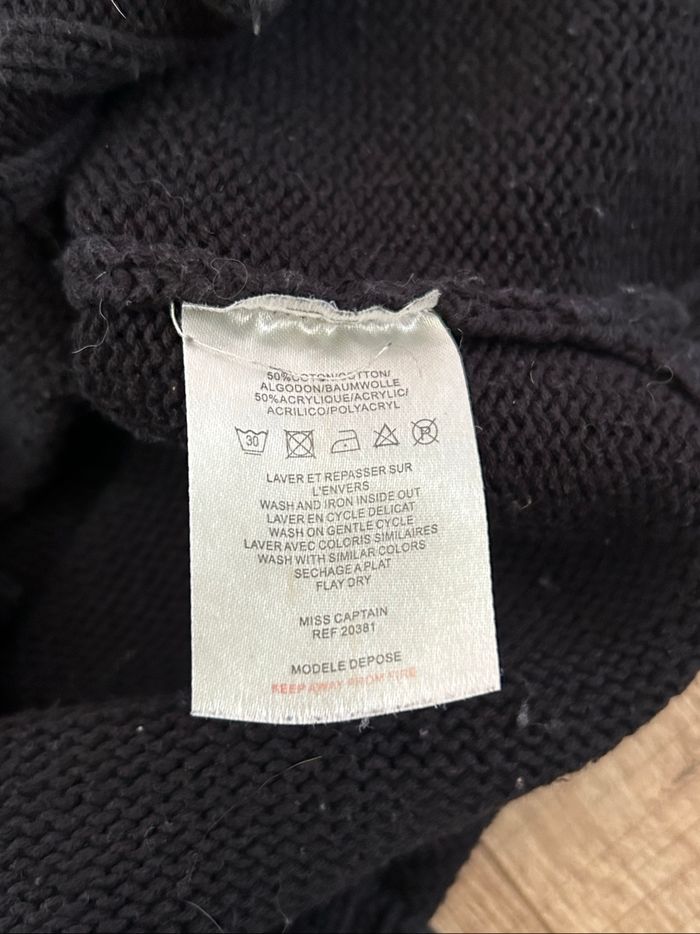 50%COTON/COTTON/
ALGODON/BAUMWOLLE
50%ACRYLIQUE/ACRYLIC/
ACRILICO/POLYACRYL
30
R
LAVER ET REPASSER SUR
L'ENVERS
WASH AND IRON INSIDE OUT
LAVER EN CYCLE DELICAT
WASH ON GENTLE CYCLE
LAVER AVEC COLORIS SIMILAIRES
WASH WITH SIMILAR COLORS
SECHAGE A PLAT
FLAY DRY
MISS CAPTAIN
REF 20381
MODELE DEPOSE
KEEP AWAY FROM FIRE